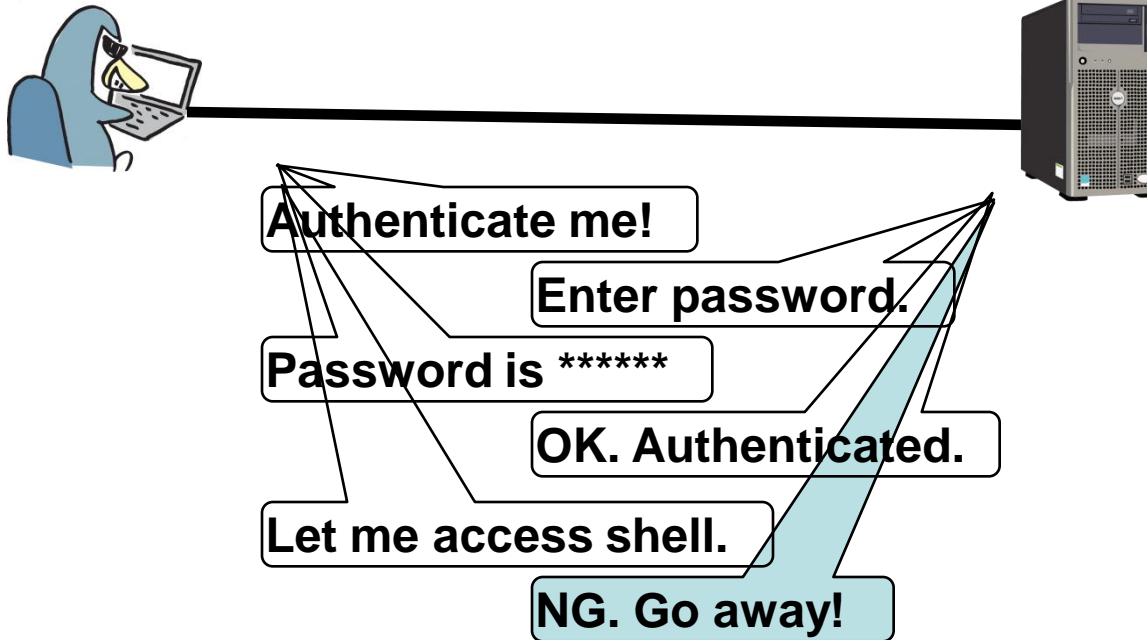 Authenticate me!
Enter password.
Password is ******
OK. Authenticated.
Let me access shell.
NG. Go away!